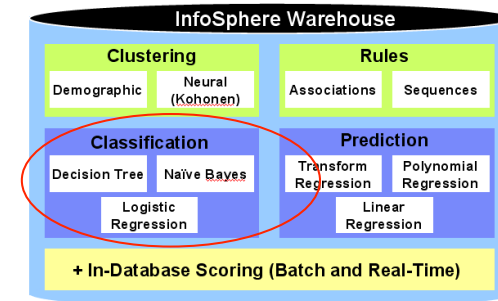 InfoSphere Warehouse
Clustering
Demographic
Neural
(Kohonen)
Rules
Associations
Sequences
Classification
Decision Tree
Naïve Bayes
Logistic
Regression
Prediction
Transform
Regression
Polynomial
Regression
Linear
Regression
+ In-Database Scoring (Batch and Real-Time)